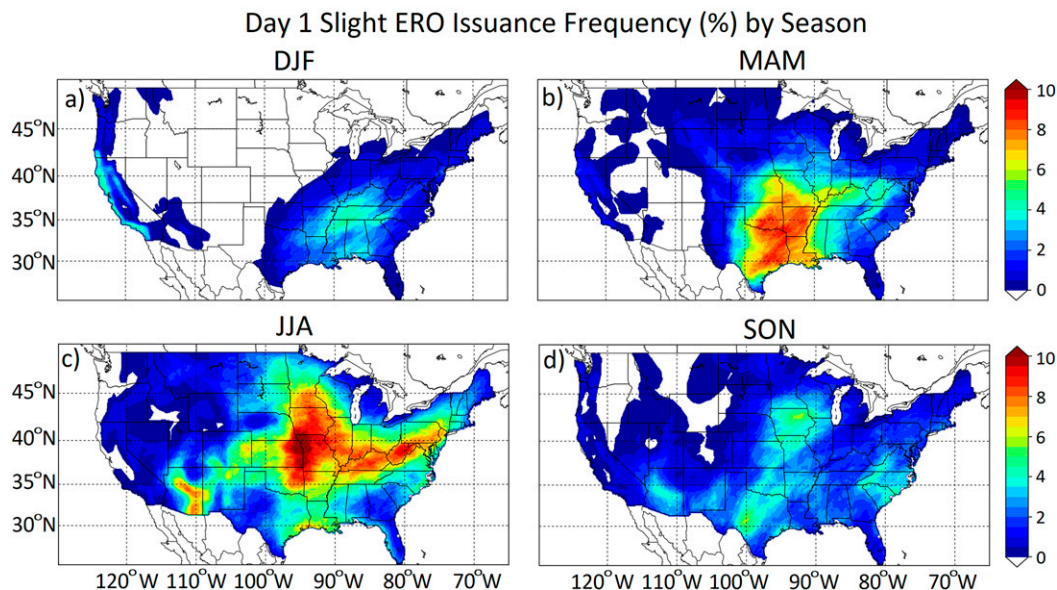 Day 1 Slight ERO Issuance Frequency (%) by Season
DJF
MAM
a)
b)
45°N
40°N
35°N
30°N
10
8
6
4
2
0
JJA
SON
c)
d)
45°N
40°N
35°N
30°N
10
8
6
4
2
0
120°W 110°W 100°W 90°W 80°W 70°W
120°W 110°W 100°W 90°W 80°W 70°W